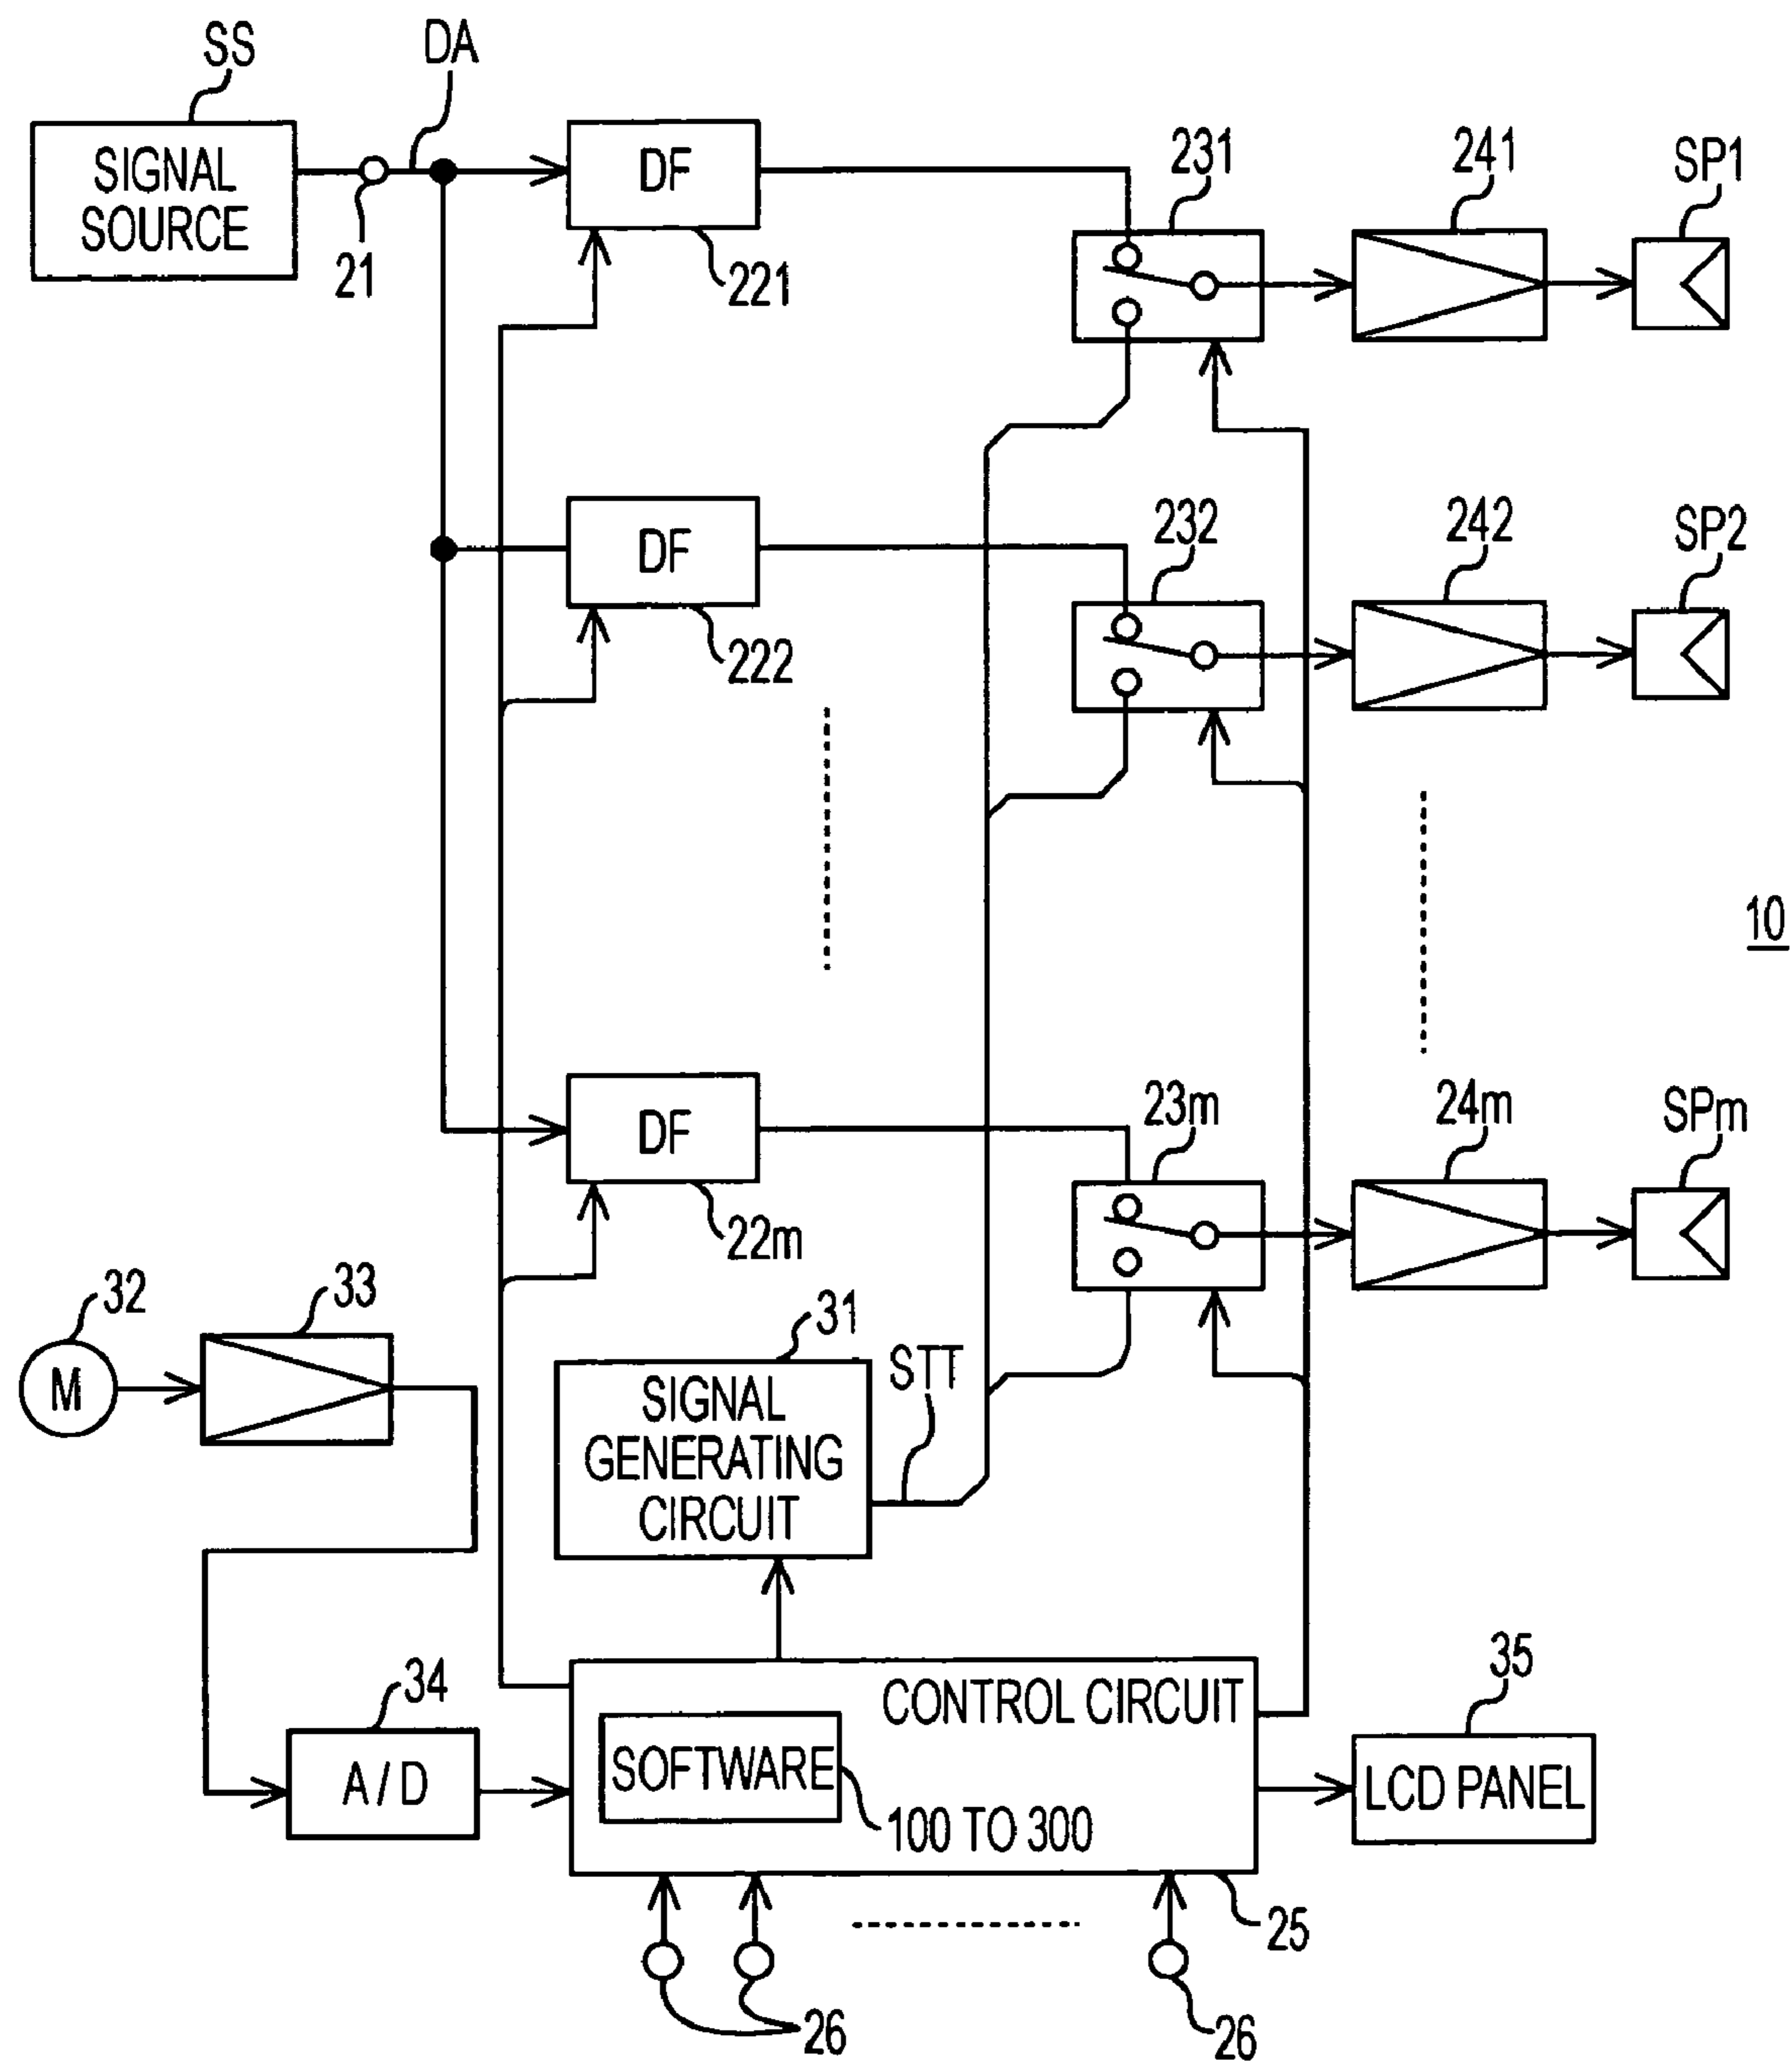 SS
DA
SIGNAL
SOURCE
21
DF
221
231
241
SP1
DF
222
232
242
SP2
10
DF
22m
23m
24m
SPm
32
M
33
31
SIGNAL
GENERATING
CIRCUIT
STT
34
A/D
CONTROL CIRCUIT
SOFTWARE
100 TO 300
35
LCD PANEL
25
26
26